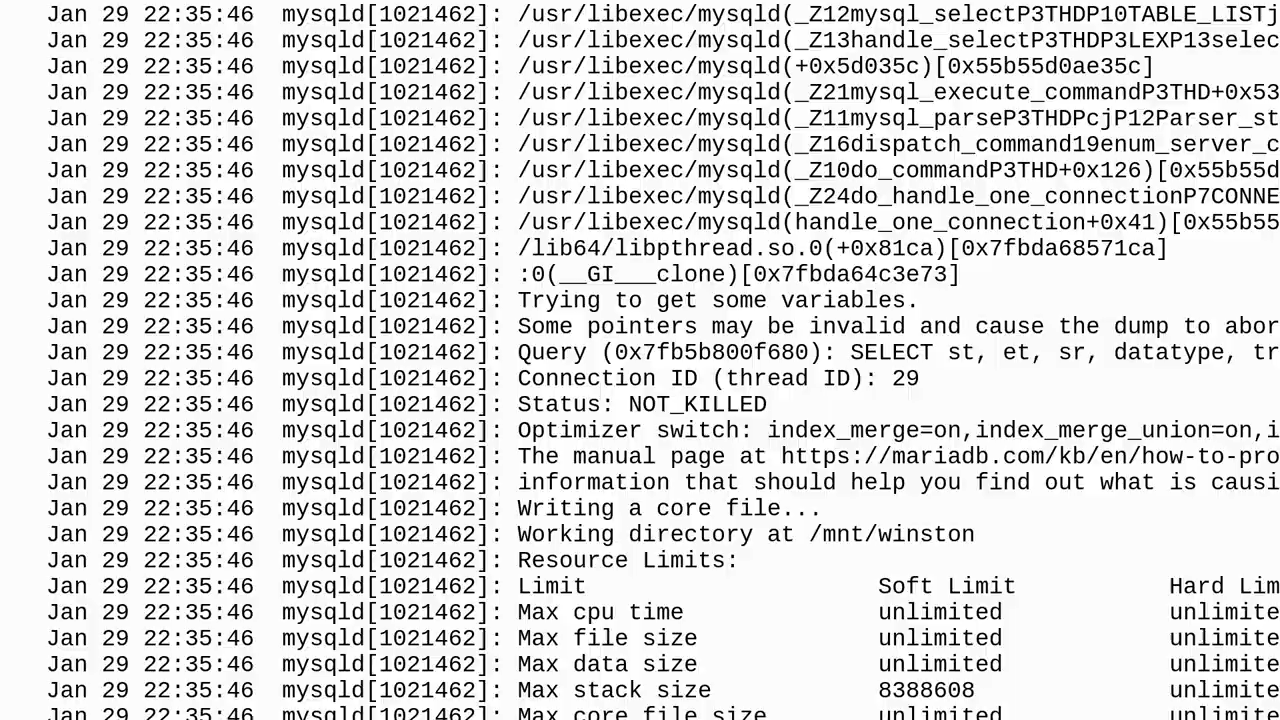 Jan 29 22:35:46  mysqld[1021462]: /usr/libexec/mysqld(_Z12mysql_selectP3THDP10TABLE_LISTj
Jan 29 22:35:46  mysqld[1021462]: /usr/libexec/mysqld(_Z13handle_selectP3THDP3LEXP13selec
Jan 29 22:35:46  mysqld[1021462]: /usr/libexec/mysqld(+0x5d035c)[0x55b55d0ae35c]
Jan 29 22:35:46  mysqld[1021462]: /usr/libexec/mysqld(_Z21mysql_execute_commandP3THD+0x53
Jan 29 22:35:46  mysqld[1021462]: /usr/libexec/mysqld(_Z11mysql_parseP3THDPcjP12Parser_st
Jan 29 22:35:46  mysqld[1021462]: /usr/libexec/mysqld(_Z16dispatch_command19enum_server_c
Jan 29 22:35:46  mysqld[1021462]: /usr/libexec/mysqld(_Z10do_commandP3THD+0x126)[0x55b55d
Jan 29 22:35:46  mysqld[1021462]: /usr/libexec/mysqld(_Z24do_handle_one_connectionP7CONNE
Jan 29 22:35:46  mysqld[1021462]: /usr/libexec/mysqld(handle_one_connection+0x41)[0x55b55
Jan 29 22:35:46  mysqld[1021462]: /lib64/libpthread.so.0(+0x81ca)[0x7fbda68571ca]
Jan 29 22:35:46  mysqld[1021462]: :0(__GI___clone)[0x7fbda64c3e73]
Jan 29 22:35:46  mysqld[1021462]: Trying to get some variables.
Jan 29 22:35:46  mysqld[1021462]: Some pointers may be invalid and cause the dump to abor
Jan 29 22:35:46  mysqld[1021462]: Query (0x7fb5b800f680): SELECT st, et, sr, datatype, tr
Jan 29 22:35:46  mysqld[1021462]: Connection ID (thread ID): 29
Jan 29 22:35:46  mysqld[1021462]: Status: NOT_KILLED
Jan 29 22:35:46  mysqld[1021462]: Optimizer switch: index_merge=on,index_merge_union=on,i
Jan 29 22:35:46  mysqld[1021462]: The manual page at https://mariadb.com/kb/en/how-to-pro
Jan 29 22:35:46  mysqld[1021462]: information that should help you find out what is causi
Jan 29 22:35:46  mysqld[1021462]: Writing a core file...
Jan 29 22:35:46  mysqld[1021462]: Working directory at /mnt/winston
Jan 29 22:35:46  mysqld[1021462]: Resource Limits:
Jan 29 22:35:46  mysqld[1021462]: Limit                     Soft Limit           Hard Lim
Jan 29 22:35:46  mysqld[1021462]: Max cpu time              unlimited            unlimite
Jan 29 22:35:46  mysqld[1021462]: Max file size             unlimited            unlimite
Jan 29 22:35:46  mysqld[1021462]: Max data size             unlimited            unlimite
Jan 29 22:35:46  mysqld[1021462]: Max stack size            8388608              unlimite
Jan 29 22:35:46  mysqld[1021462]: Max core file size        unlimited            unlimite